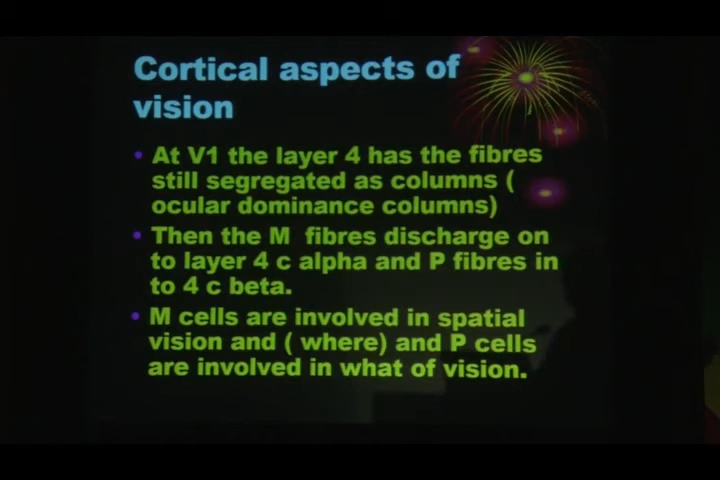 Cortical aspects of
vision
• At V1 the layer 4 has the fibres
still segregated as columns (
ocular dominance columns)
• Then the M fibres discharge on
to layer 4 c alpha and P fibres in
to 4 c beta.
• M cells are involved in spatial
vision and ( where) and P cells
are involved in what of vision.